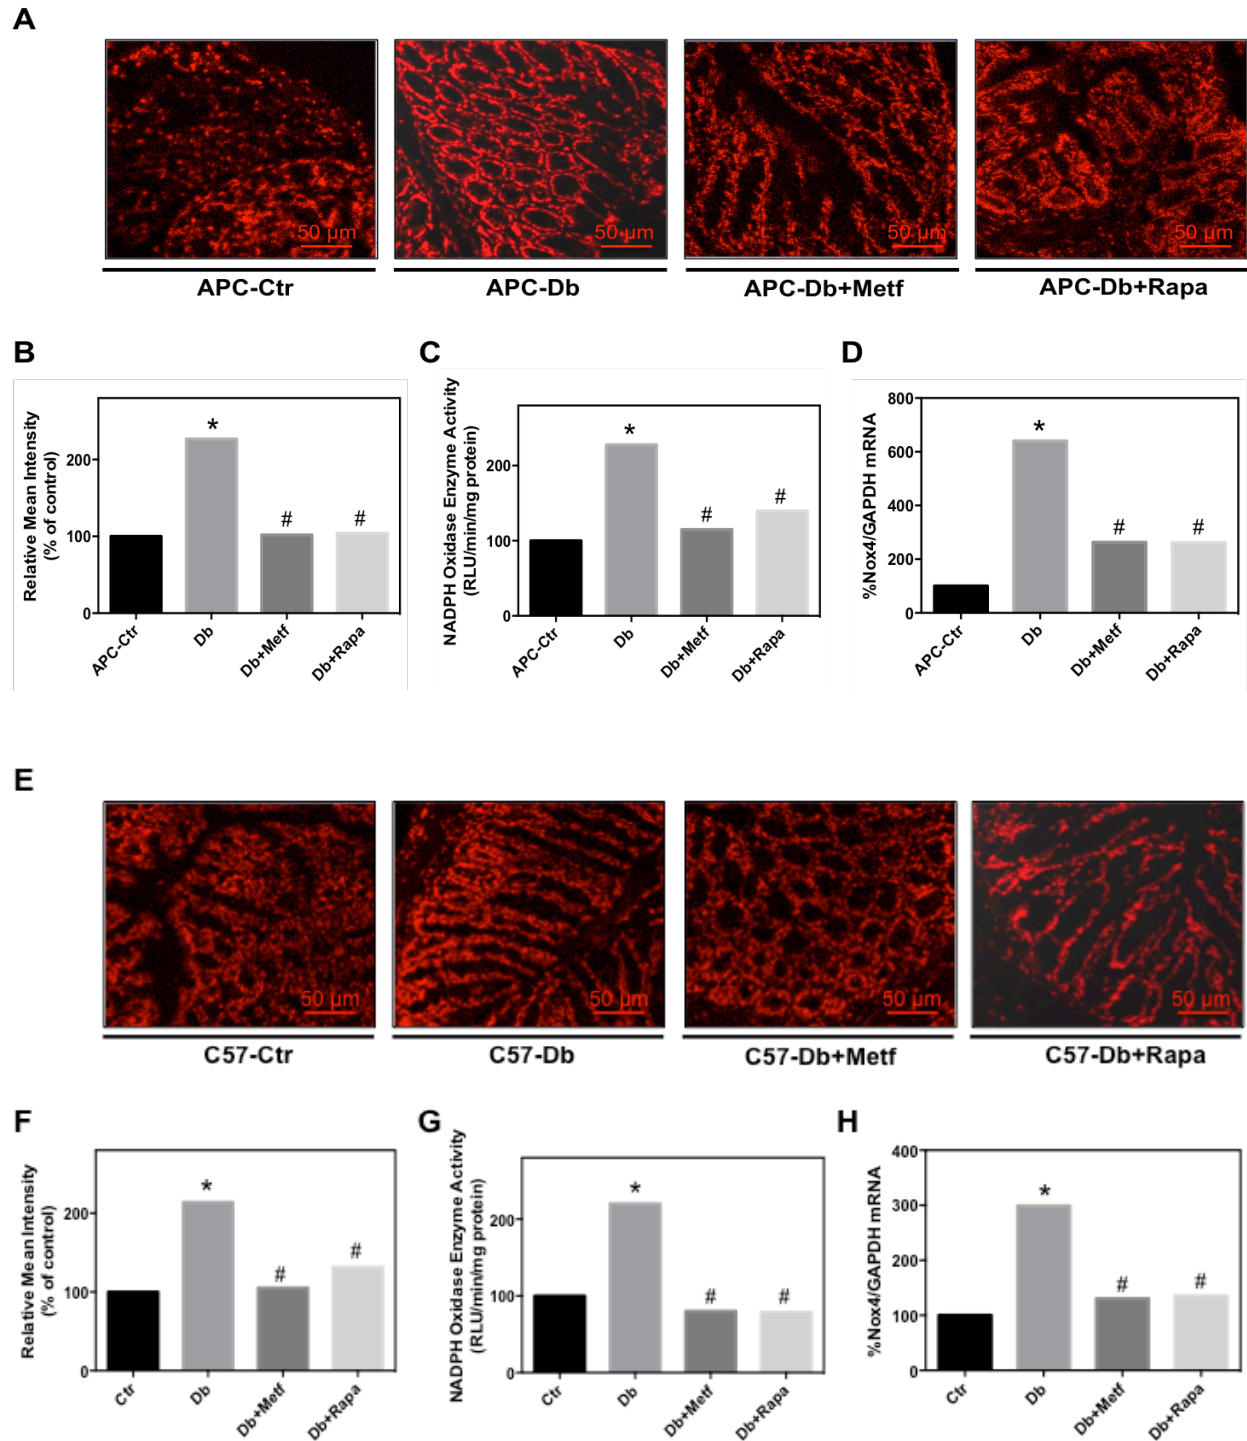 A
50 µm 50 µm 50 µm 50 µm
APC-Ctr APC-Db APC-Db+Metf APC-Db+Rapa
B
Relative Mean Intensity
(% of control)
200
100
0
*
#
#
APC-Ctr Db Db+Metf Db+Rapa
C
NADPH Oxidase Enzyme Activity
(RLU/min/mg protein)
200
100
0
*
#
#
APC-Ctr Db Db+Metf Db+Rapa
D
%Nox4/GAPDH mRNA
800
600
400
200
0
*
#
#
APC-Ctr Db Db+Metf Db+Rapa
E
50 µm 50 µm 50 µm 50 µm
C57-Ctr C57-Db C57-Db+Metf C57-Db+Rapa
F
Relative Mean Intensity
(% of control)
200
100
0
*
#
#
Ctr Db Db+Metf Db+Rapa
G
NADPH Oxidase Enzyme Activity
(RLU/min/mg protein)
200
100
0
*
#
#
Ctr Db Db+Metf Db+Rapa
H
%Nox4/GAPDH mRNA
400
300
200
100
0
*
#
#
Ctr Db Db+Metf Db+Rapa